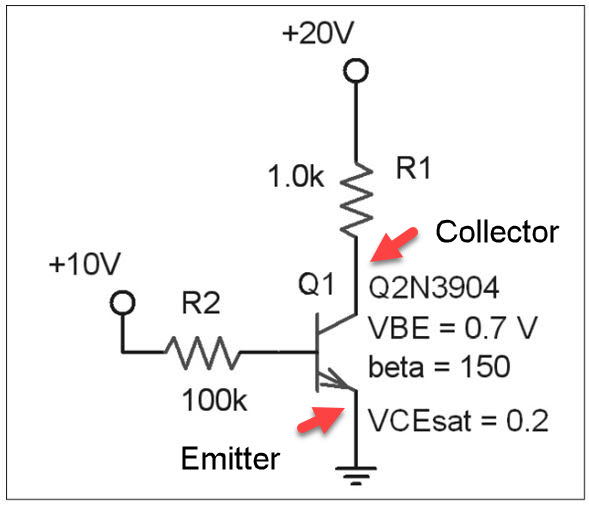 +20V
1.0k
R1
Collector
+10V
R2
Q1
Q2N3904
VBE = 0.7 V
beta = 150
100k
VCEsat = 0.2
Emitter